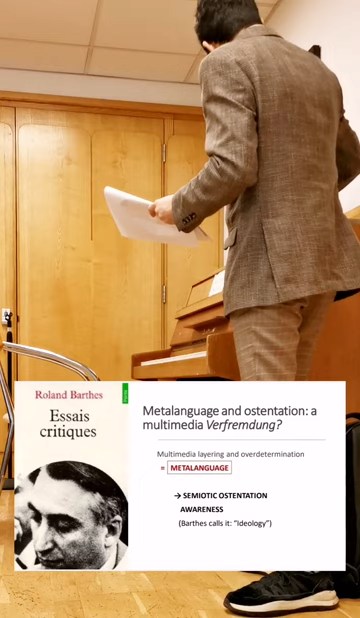 Roland Barthes
Essais
critiques
Metalanguage and ostentation: a
multimedia Verfremdung?
Multimedia layering and overdetermination
= METALANGUAGE
→ SEMIOTIC OSTENTATION
AWARENESS
(Barthes calls it: "Ideology")